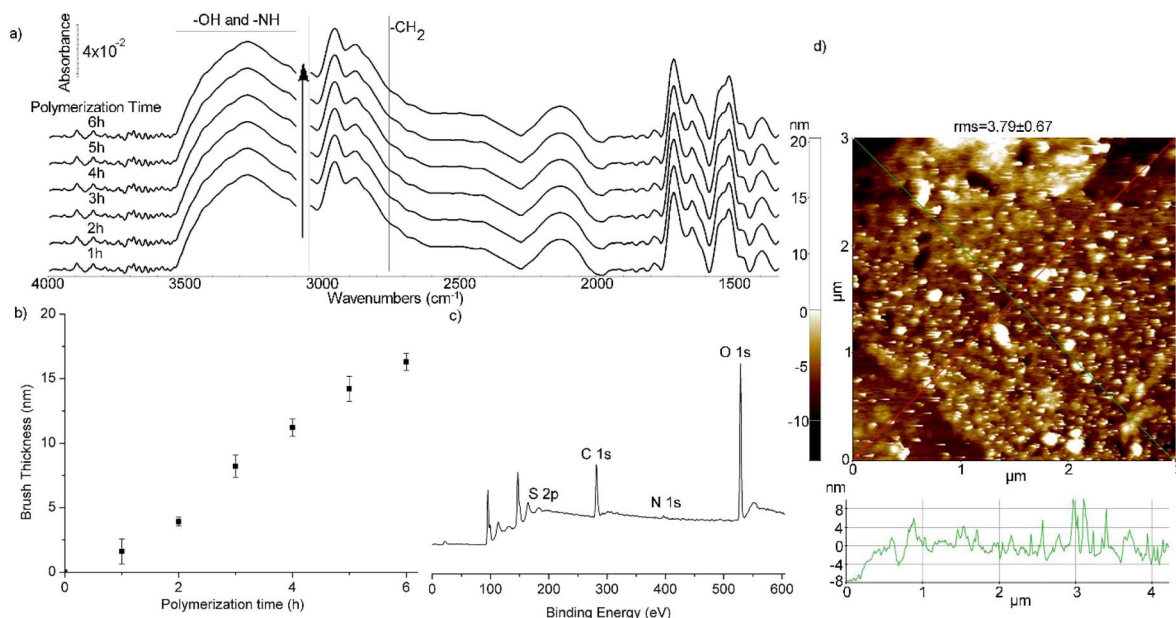 a)
-OH and -NH
-CH₂
d)
Absorbance
4x10⁻²
Polymerization Time
6h
5h
4h
3h
2h
1h
4000 3500 3000 2000 1500
Wavenumbers (cm⁻¹)
nm
20
15
10
0
-5
-10
rms=3.79±0.67
3
2
1
0
µm
0 1 2 3
µm
b)
20
15
10
5
0
Brush Thickness (nm)
0 2 4 6
Polymerization time (h)
c)
O 1s
C 1s
S 2p
N 1s
0 100 200 300 400 500 600
Binding Energy (eV)
nm
8
4
0
-4
-8
0 1 2 3 4
µm